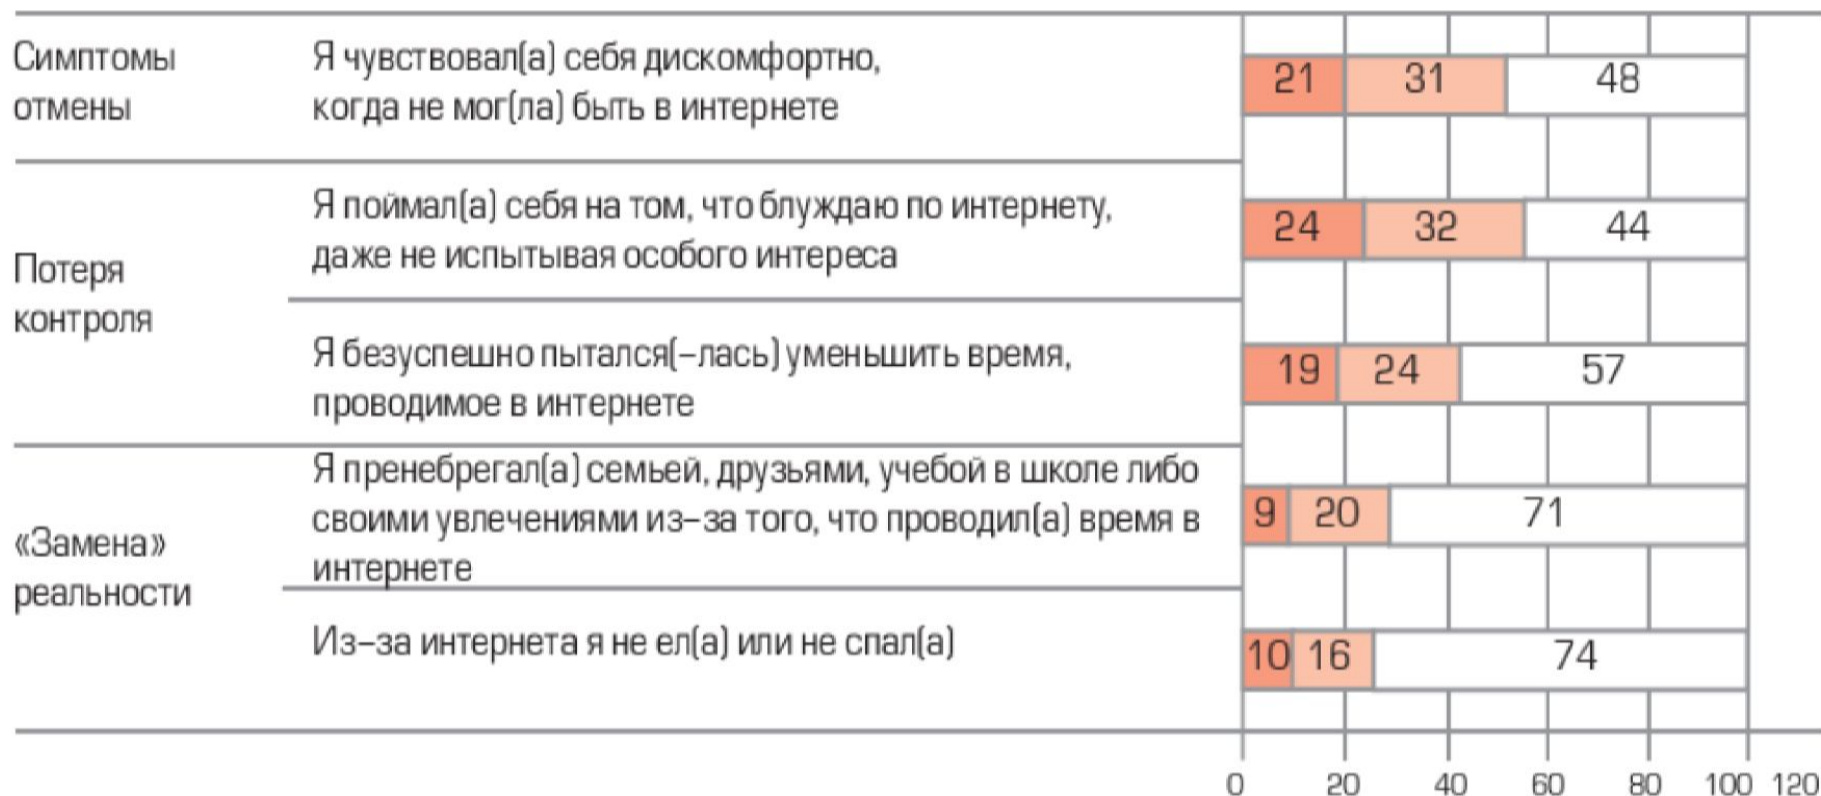 Симптомы
отмены
Я чувствовал(а) себя дискомфортно,
когда не мог(ла) быть в интернете
21 31 48
Потеря
контроля
Я поймал(а) себя на том, что блуждаю по интернету,
даже не испытывая особого интереса
24 32 44
Я безуспешно пытался(–лась) уменьшить время,
проводимое в интернете
19 24 57
«Замена»
реальности
Я пренебрегал(а) семьей, друзьями, учебой в школе либо
своими увлечениями из–за того, что проводил(а) время в
интернете
9 20 71
Из–за интернета я не ел(а) или не спал(а)
10 16 74
0 20 40 60 80 100 120